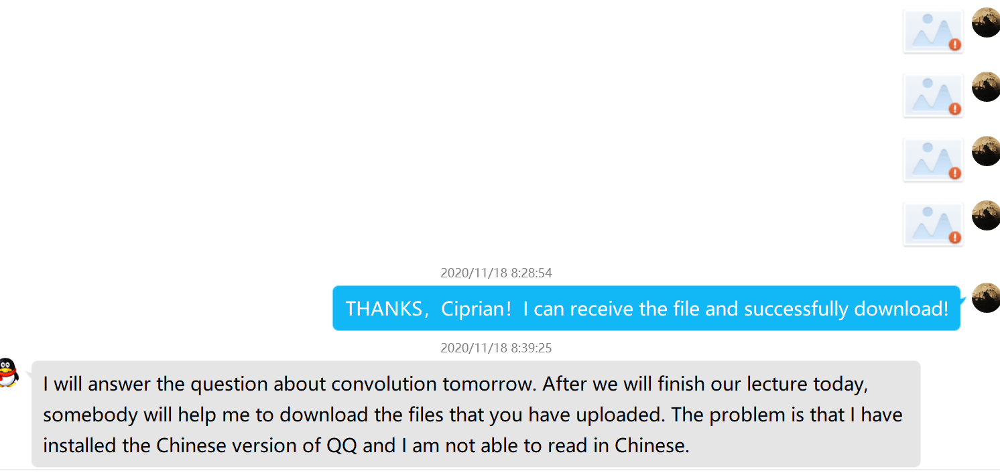 2020/11/18 8:28:54
THANKS，Ciprian！I can receive the file and successfully download!
2020/11/18 8:39:25
I will answer the question about convolution tomorrow. After we will finish our lecture today,
somebody will help me to download the files that you have uploaded. The problem is that I have
installed the Chinese version of QQ and I am not able to read in Chinese.